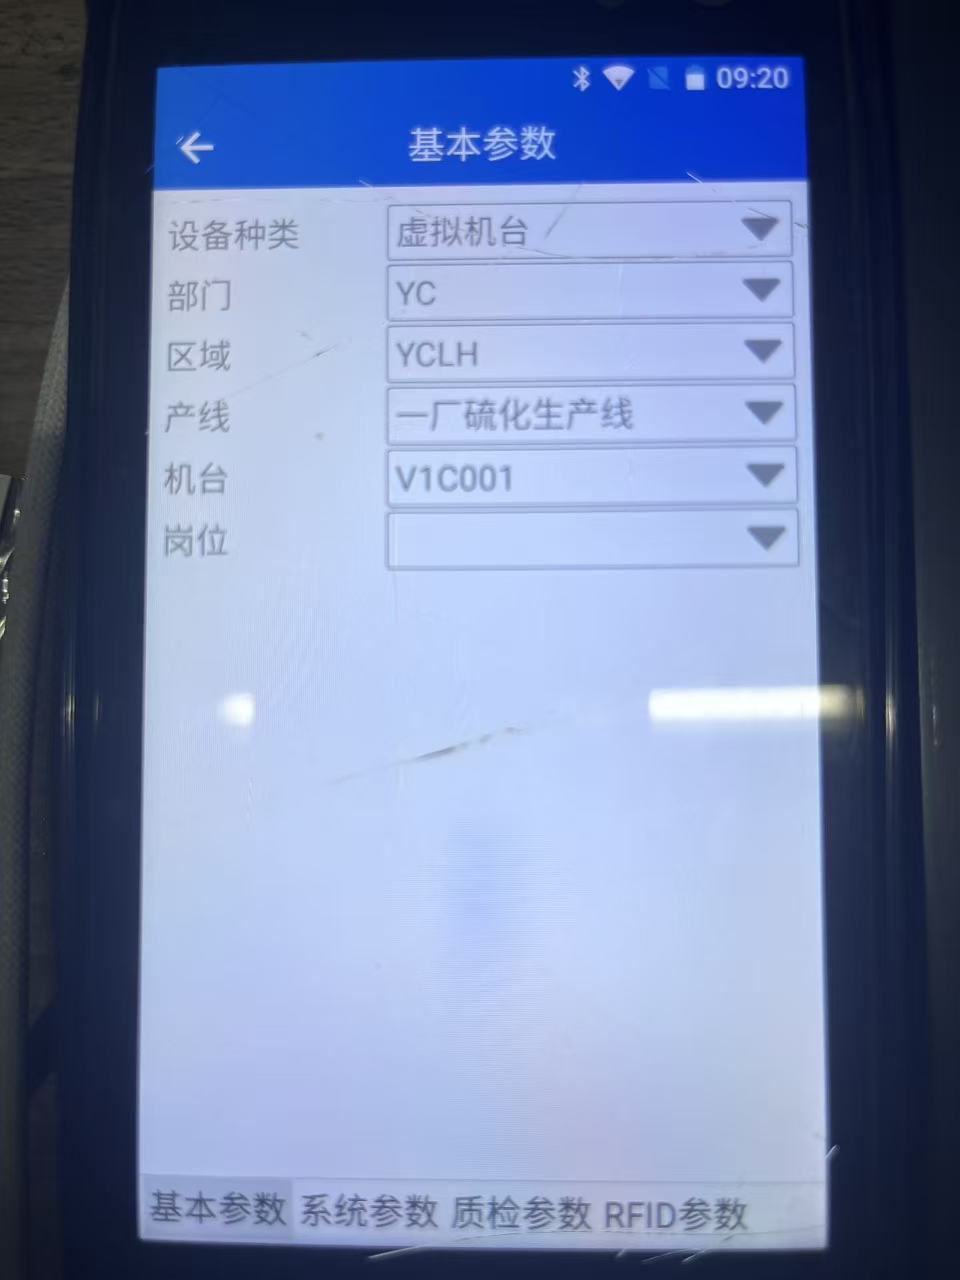 09:20
基本参数
设备种类 虚拟机台
部门 YC
区域 YCLH
产线 一厂硫化生产线
机台 V1C001
岗位
基本参数 系统参数 质检参数 RFID参数